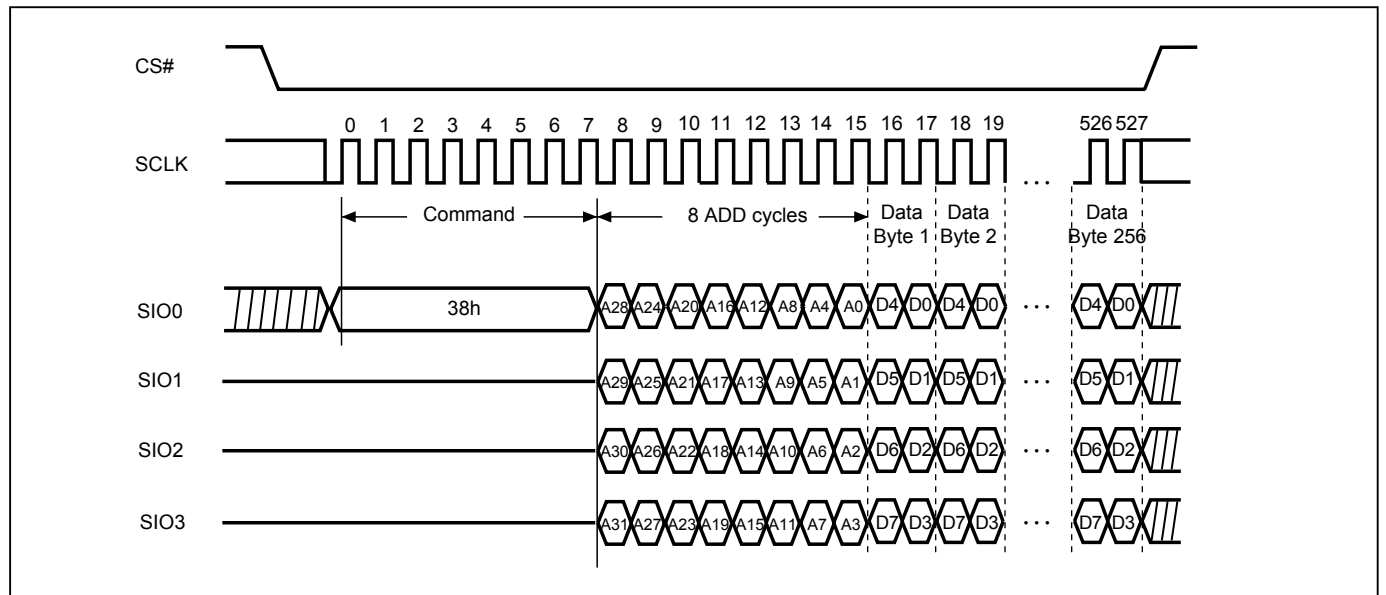 CS#
0 1 2 3 4 5 6 7 8 9 10 11 12 13 14 15 16 17 18 19 526 527
SCLK
...
Command 8 ADD cycles Data Data Data
Byte 1 Byte 2 Byte 256
SIO0 38h A28 A24 A20 A16 A12 A8 A4 A0 D4 D0 D4 D0 ... D4 D0
SIO1 A29 A25 A21 A17 A13 A9 A5 A1 D5 D1 D5 D1 ... D5 D1
SIO2 A30 A26 A22 A18 A14 A10 A6 A2 D6 D2 D6 D2 ... D6 D2
SIO3 A31 A27 A23 A19 A15 A11 A7 A3 D7 D3 D7 D3 ... D7 D3